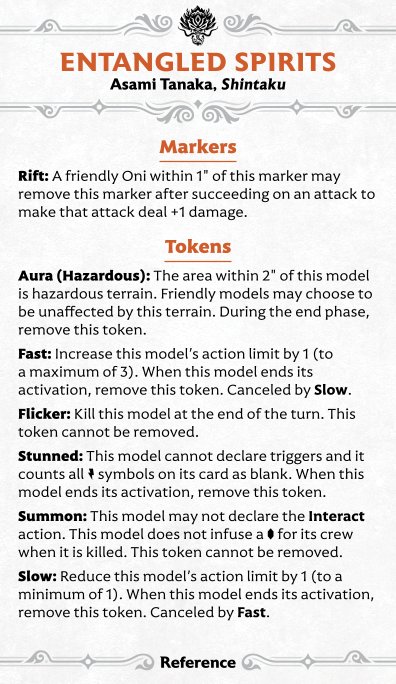 ENTANGLED SPIRITS
Asami Tanaka, Shintaku
Markers
Rift: A friendly Oni within 1" of this marker may
remove this marker after succeeding on an attack to
make that attack deal +1 damage.
Tokens
Aura (Hazardous): The area within 2" of this model
is hazardous terrain. Friendly models may choose to
be unaffected by this terrain. During the end phase,
remove this token.
Fast: Increase this model's action limit by 1 (to
a maximum of 3). When this model ends its
activation, remove this token. Canceled by Slow.
Flicker: Kill this model at the end of the turn. This
token cannot be removed.
Stunned: This model cannot declare triggers and it
counts all symbols on its card as blank. When this
model ends its activation, remove this token.
Summon: This model may not declare the Interact
action. This model does not infuse a for its crew
when it is killed. This token cannot be removed.
Slow: Reduce this model's action limit by 1 (to a
minimum of 1). When this model ends its activation,
remove this token. Canceled by Fast.
Reference